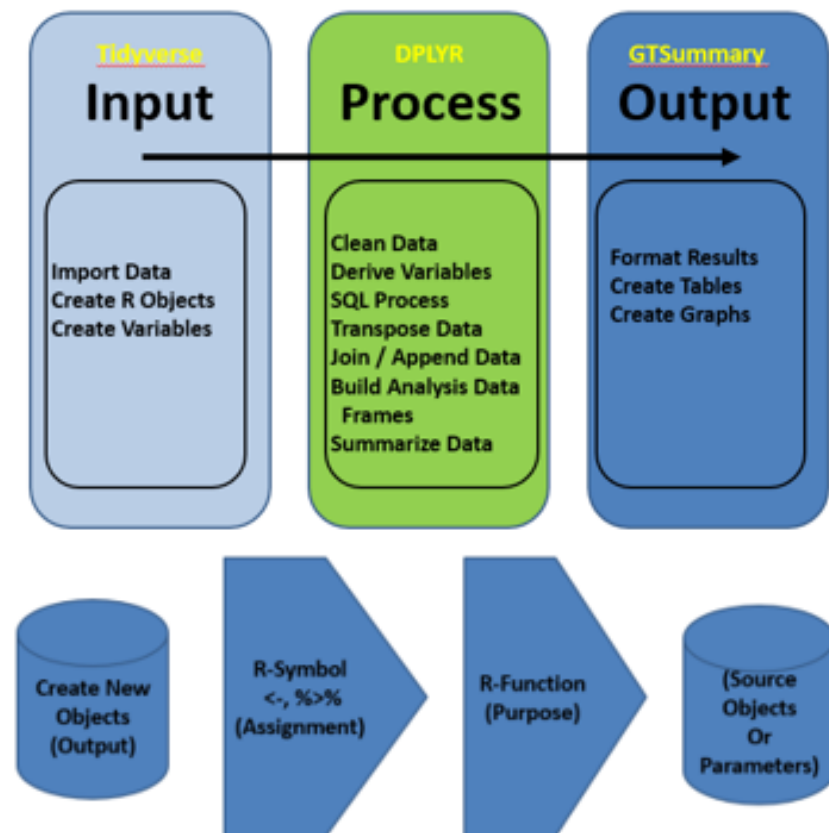 Tidyverse
Input
Import Data
Create R Objects
Create Variables
DPLYR
Process
Clean Data
Derive Variables
SQL Process
Transpose Data
Join / Append Data
Build Analysis Data
Frames
Summarize Data
GTSummary
Output
Format Results
Create Tables
Create Graphs
Create New
Objects
(Output)
R-Symbol
<-, %>%
(Assignment)
R-Function
(Purpose)
(Source
Objects
Or
Parameters)